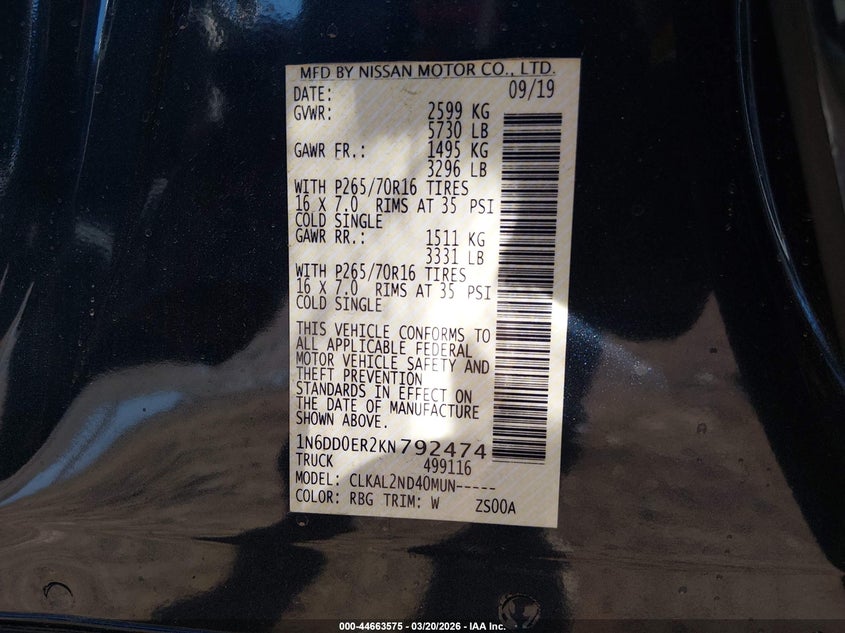 MFD BY NISSAN MOTOR CO., LTD.
DATE: 09/19
GVWR: 2599 KG
5730 LB
GAWR FR.: 1495 KG
3296 LB
WITH P265/70R16 TIRES
16 X 7.0 RIMS AT 35 PSI
COLD SINGLE
GAWR RR.: 1511 KG
3331 LB
WITH P265/70R16 TIRES
16 X 7.0 RIMS AT 35 PSI
COLD SINGLE
THIS VEHICLE CONFORMS TO
ALL APPLICABLE FEDERAL
MOTOR VEHICLE SAFETY AND
THEFT PREVENTION
STANDARDS IN EFFECT ON
THE DATE OF MANUFACTURE
SHOWN ABOVE.
1N6DD0ER2KN792474
TRUCK 499116
MODEL: CLKAL2ND40MUN-----
COLOR: RBG TRIM: W ZS00A
000-44663575 — 03/20/2026 - IAA Inc.